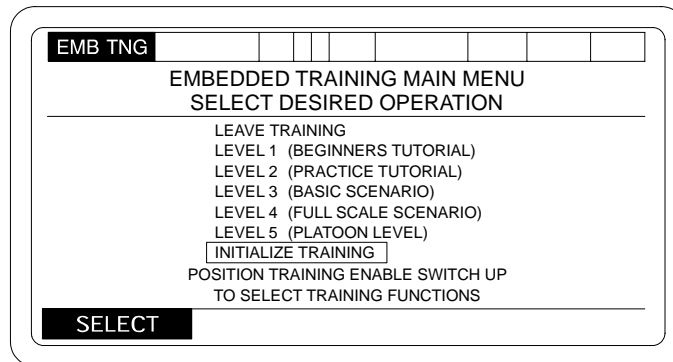 EMB TNG
EMBEDDED TRAINING MAIN MENU
SELECT DESIRED OPERATION
LEAVE TRAINING
LEVEL 1 (BEGINNERS TUTORIAL)
LEVEL 2 (PRACTICE TUTORIAL)
LEVEL 3 (BASIC SCENARIO)
LEVEL 4 (FULL SCALE SCENARIO)
LEVEL 5 (PLATOON LEVEL)
INITIALIZE TRAINING
POSITION TRAINING ENABLE SWITCH UP
TO SELECT TRAINING FUNCTIONS
SELECT